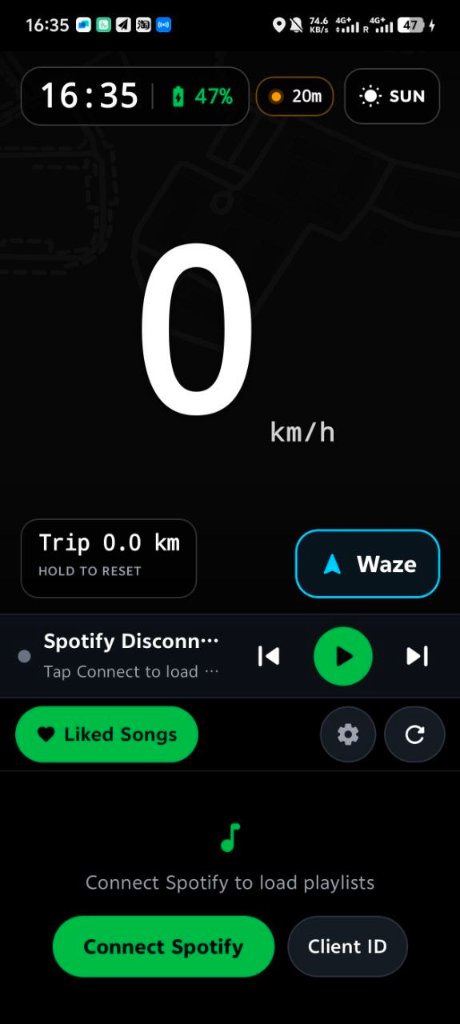 16:35
74.6 KB/s 4G+ R 4G+ 47
16:35 47% 20m SUN
0
km/h
Trip 0.0 km
HOLD TO RESET
Waze
Spotify Disconn…
Tap Connect to load …
Liked Songs
Connect Spotify to load playlists
Connect Spotify Client ID